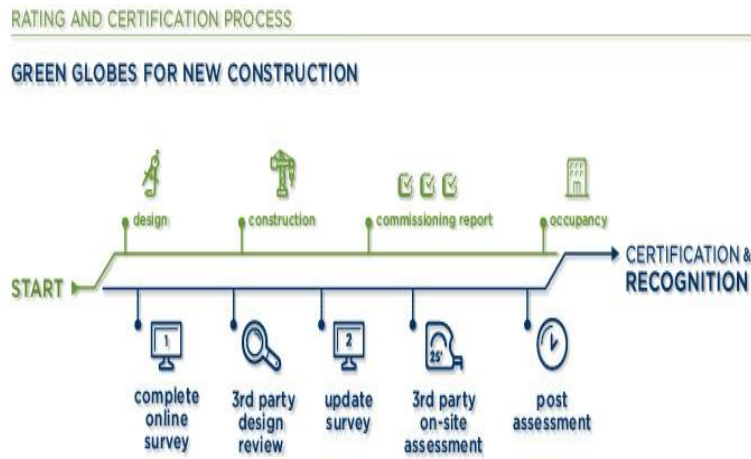 RATING AND CERTIFICATION PROCESS
GREEN GLOBES FOR NEW CONSTRUCTION
design
construction
commissioning report
occupancy
START
CERTIFICATION &
RECOGNITION
1
complete
online
survey
3rd party
design
review
2
update
survey
25'
3rd party
on-site
assessment
post
assessment